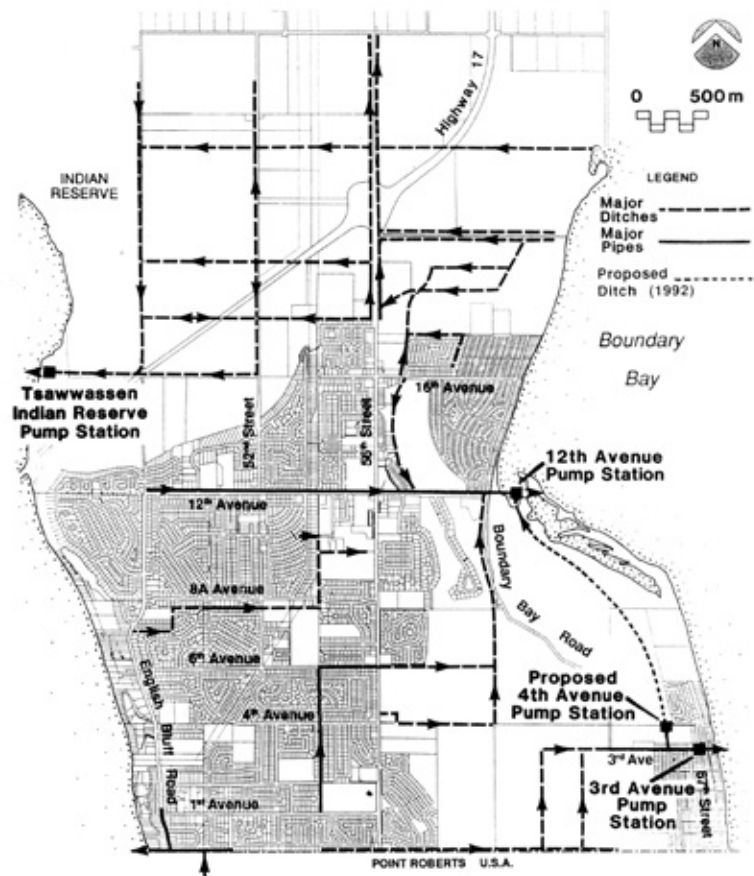 N
0 500 m
Highway 17
INDIAN
RESERVE
LEGEND
Major
Ditches
Major
Pipes
Proposed
Ditch (1992)
Boundary
Bay
Tsawwassen
Indian Reserve
Pump Station
52nd Street
56th Street
16th Avenue
12th Avenue
Pump Station
12th Avenue
8A Avenue
Boundary
Bay
Road
6th Avenue
English
Bluff
Road
4th Avenue
Proposed
4th Avenue
Pump Station
3rd Ave
67th Street
3rd Avenue
Pump
Station
1st Avenue
POINT ROBERTS U.S.A.